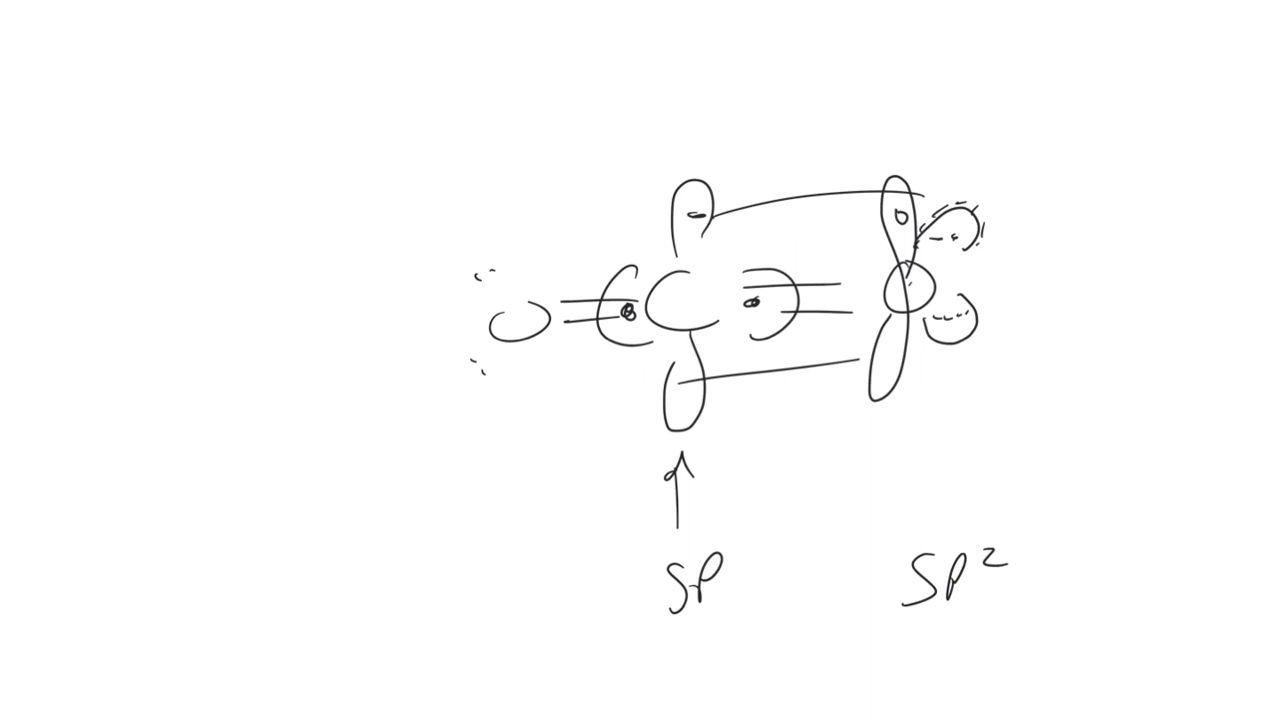 O = C = O
SP SP²